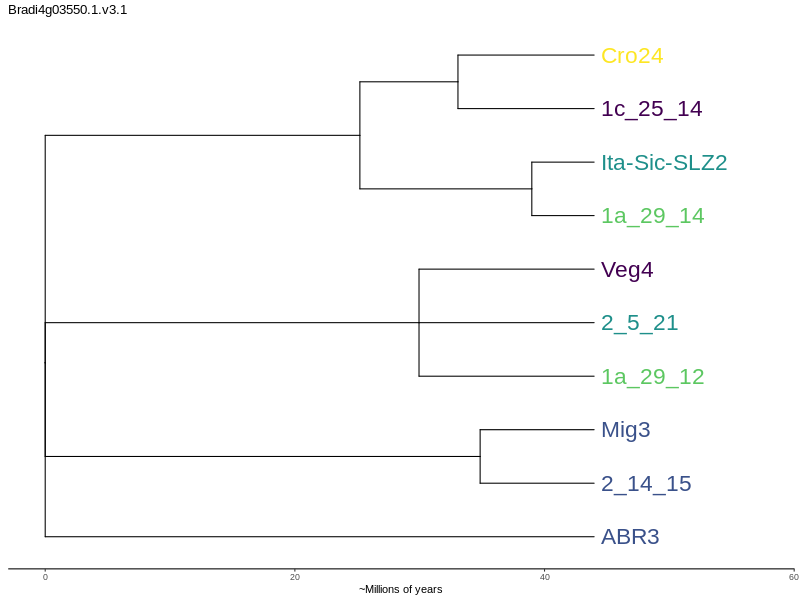 Bradi4g03550.1.v3.1
Cro24
1c_25_14
Ita-Sic-SLZ2
1a_29_14
Veg4
2_5_21
1a_29_12
Mig3
2_14_15
ABR3
0 20 40 60
~Millions of years